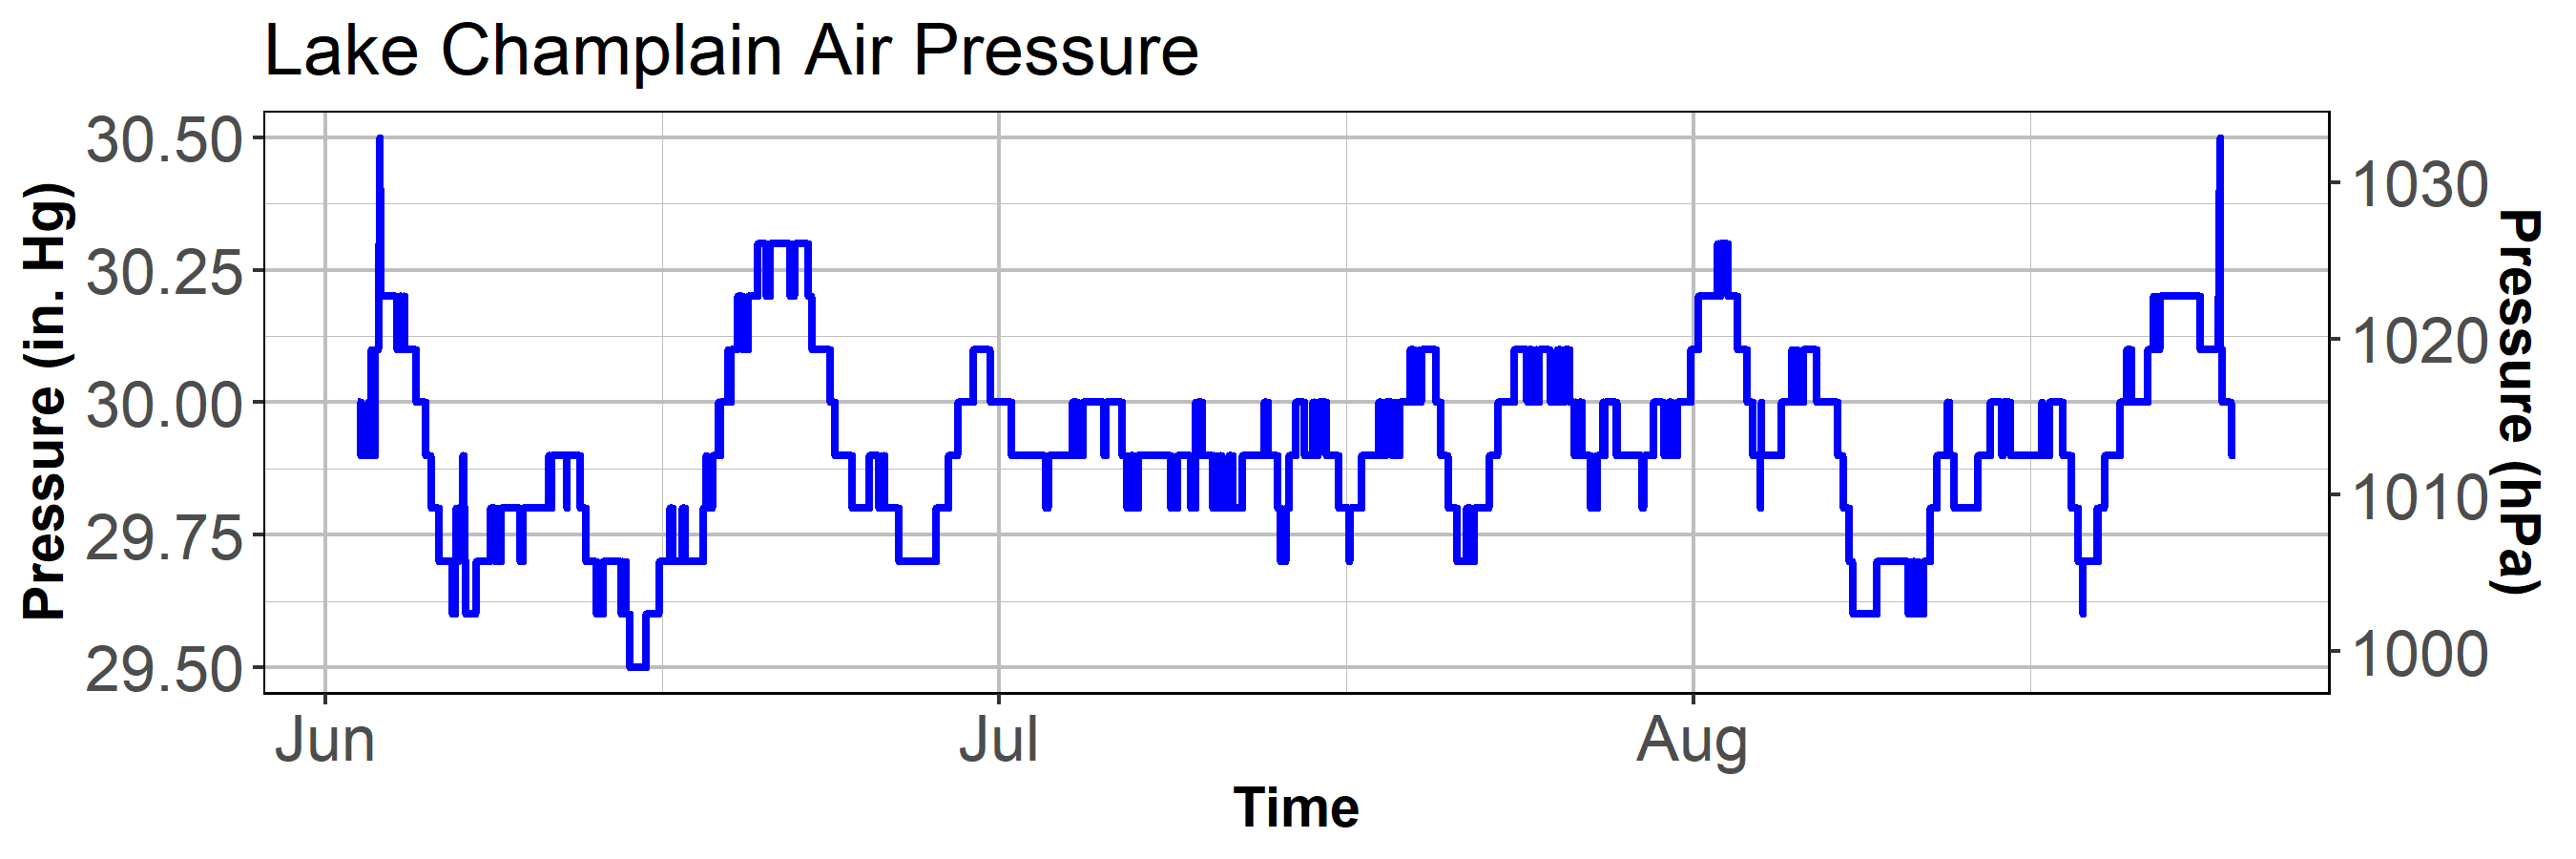 Lake Champlain Air Pressure
Pressure (in. Hg)
30.50
30.25
30.00
29.75
29.50
1030
1020
1010
1000
Pressure (hPa)
Jun Jul Aug
Time